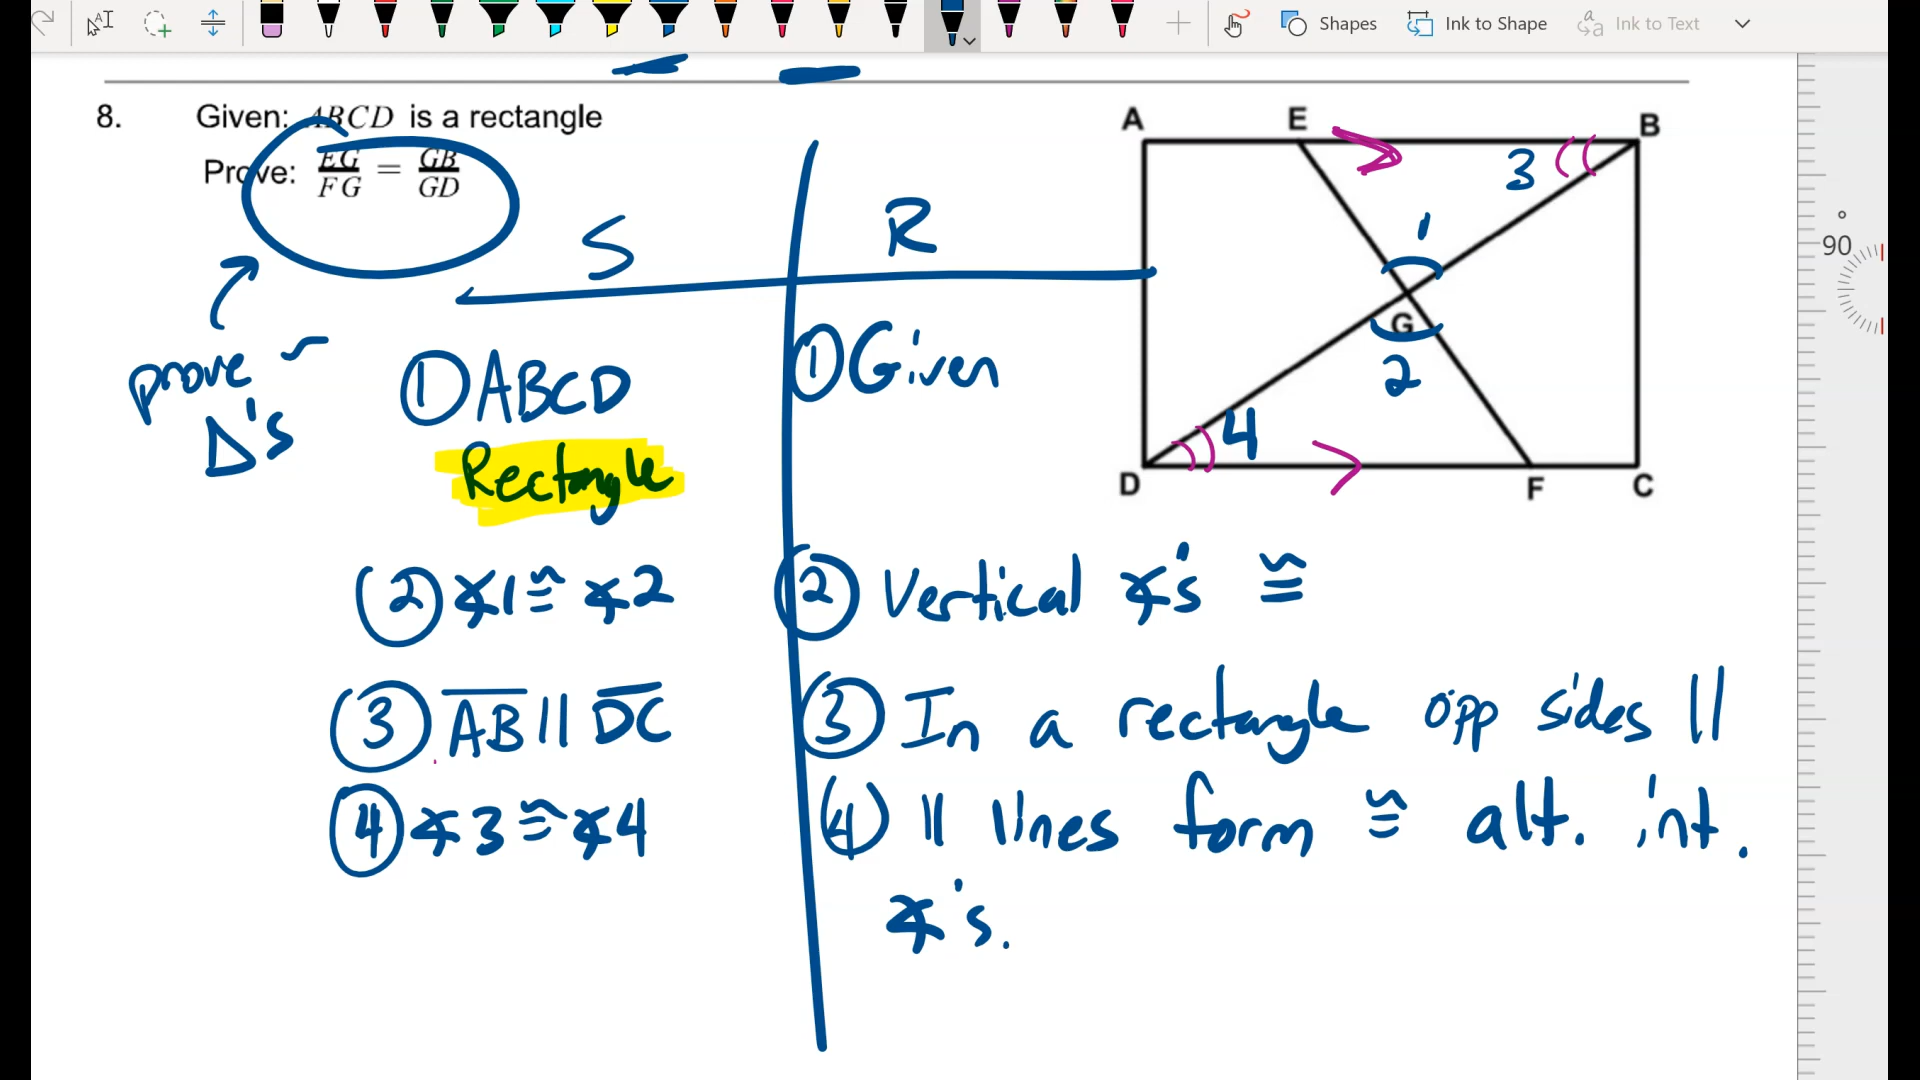 Shapes Ink to Shape Ink to Text
8. Given: ABCD is a rectangle
Prove: EG/FG = GB/GD
S R
prove ~
Δ's
① ABCD ① Given
Rectangle
② ∡1 ≅ ∡2 ② Vertical ∡'s ≅
③ AB || DC ③ In a rectangle opp sides ||
④ ∡3 ≅ ∡4 ④ || lines form ≅ alt. int.
∡'s.
A E B
3
1
G
2
4
D F C
90°